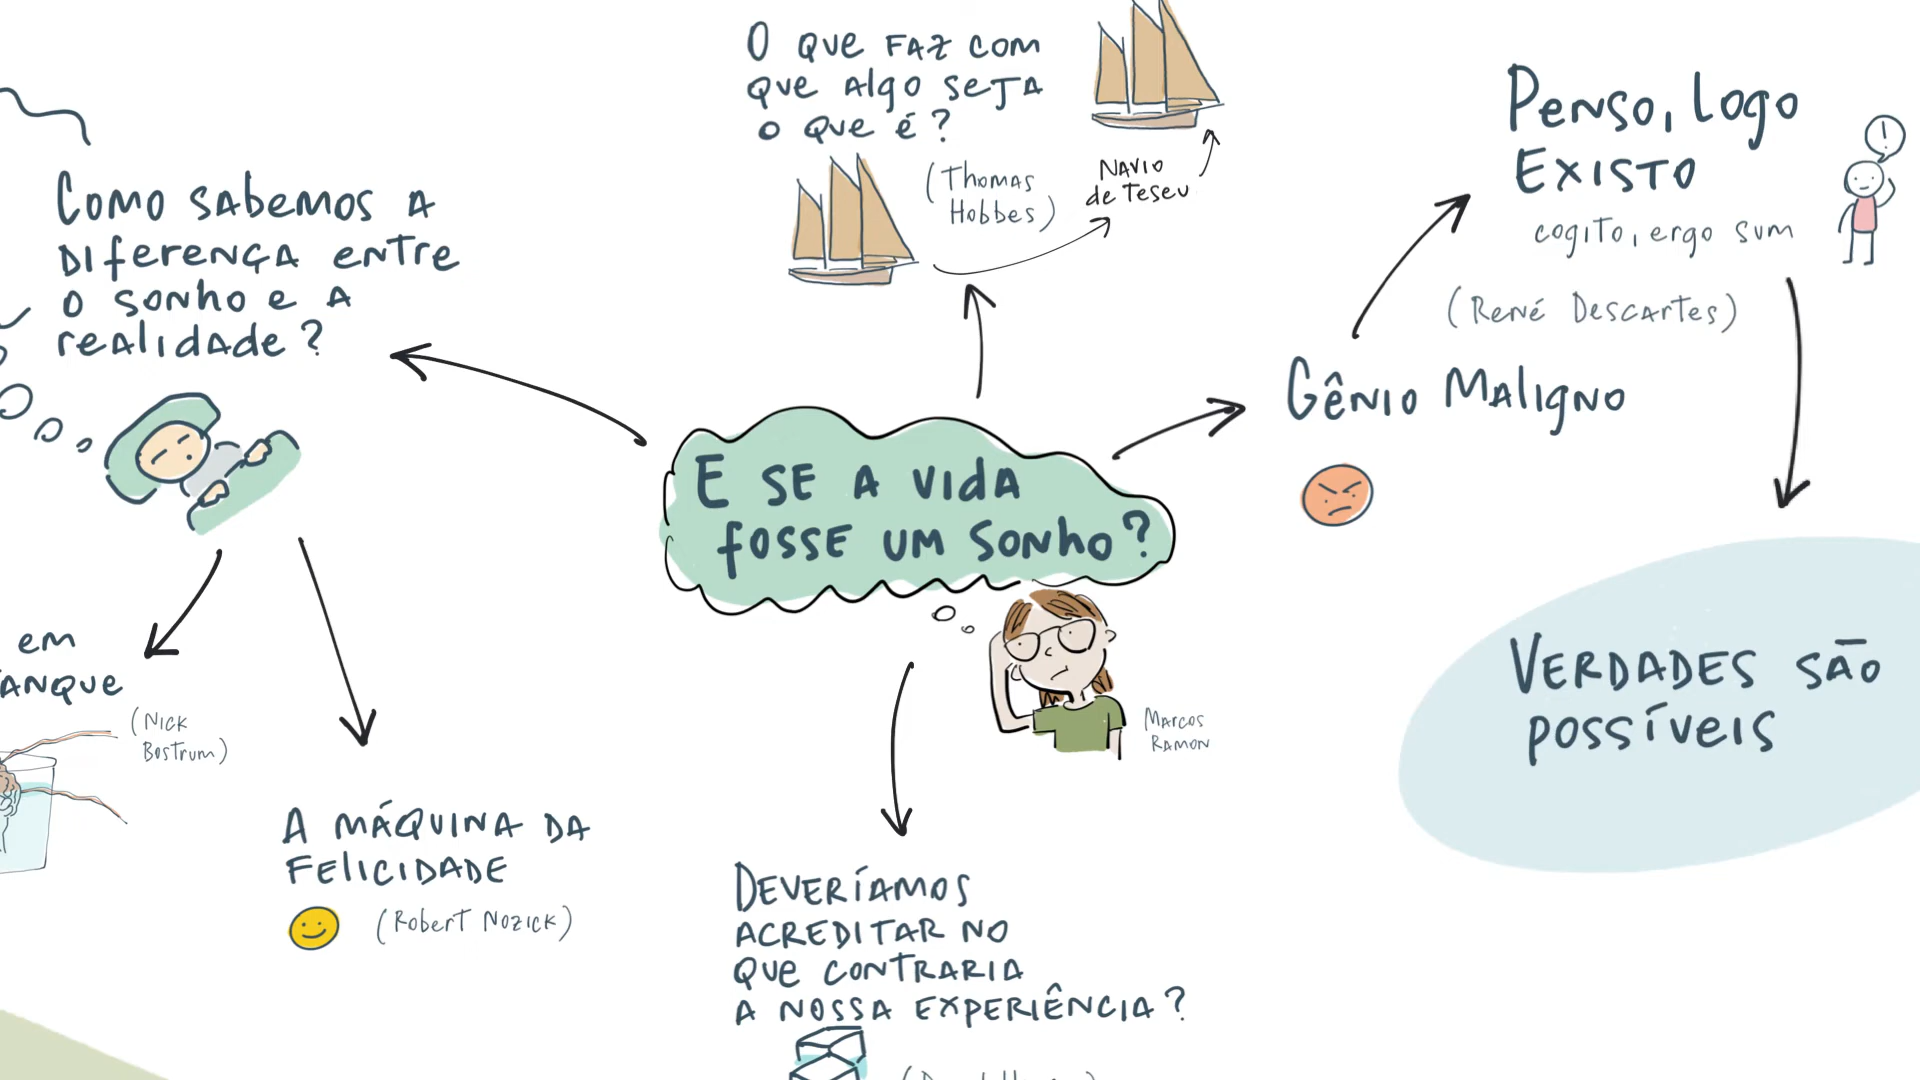 O QUE FAZ COM
QUE ALGO SEJA
O QUE É?
(Thomas
Hobbes)
NAVIO
de Teseu
Penso, logo
EXISTO
cogito, ergo sum
(René Descartes)
Como sabemos a
diferença entre
o sonho e a
realidade?
Gênio Maligno
E SE A VIDA
FOSSE UM SONHO?
Marcos
Ramon
em
(Nick
Bostrum)
A MÁQUINA DA
FELICIDADE
(Robert Nozick)
VERDADES SÃO
POSSÍVEIS
DEVERÍAMOS
ACREDITAR NO
QUE CONTRARIA
A NOSSA EXPERIÊNCIA?